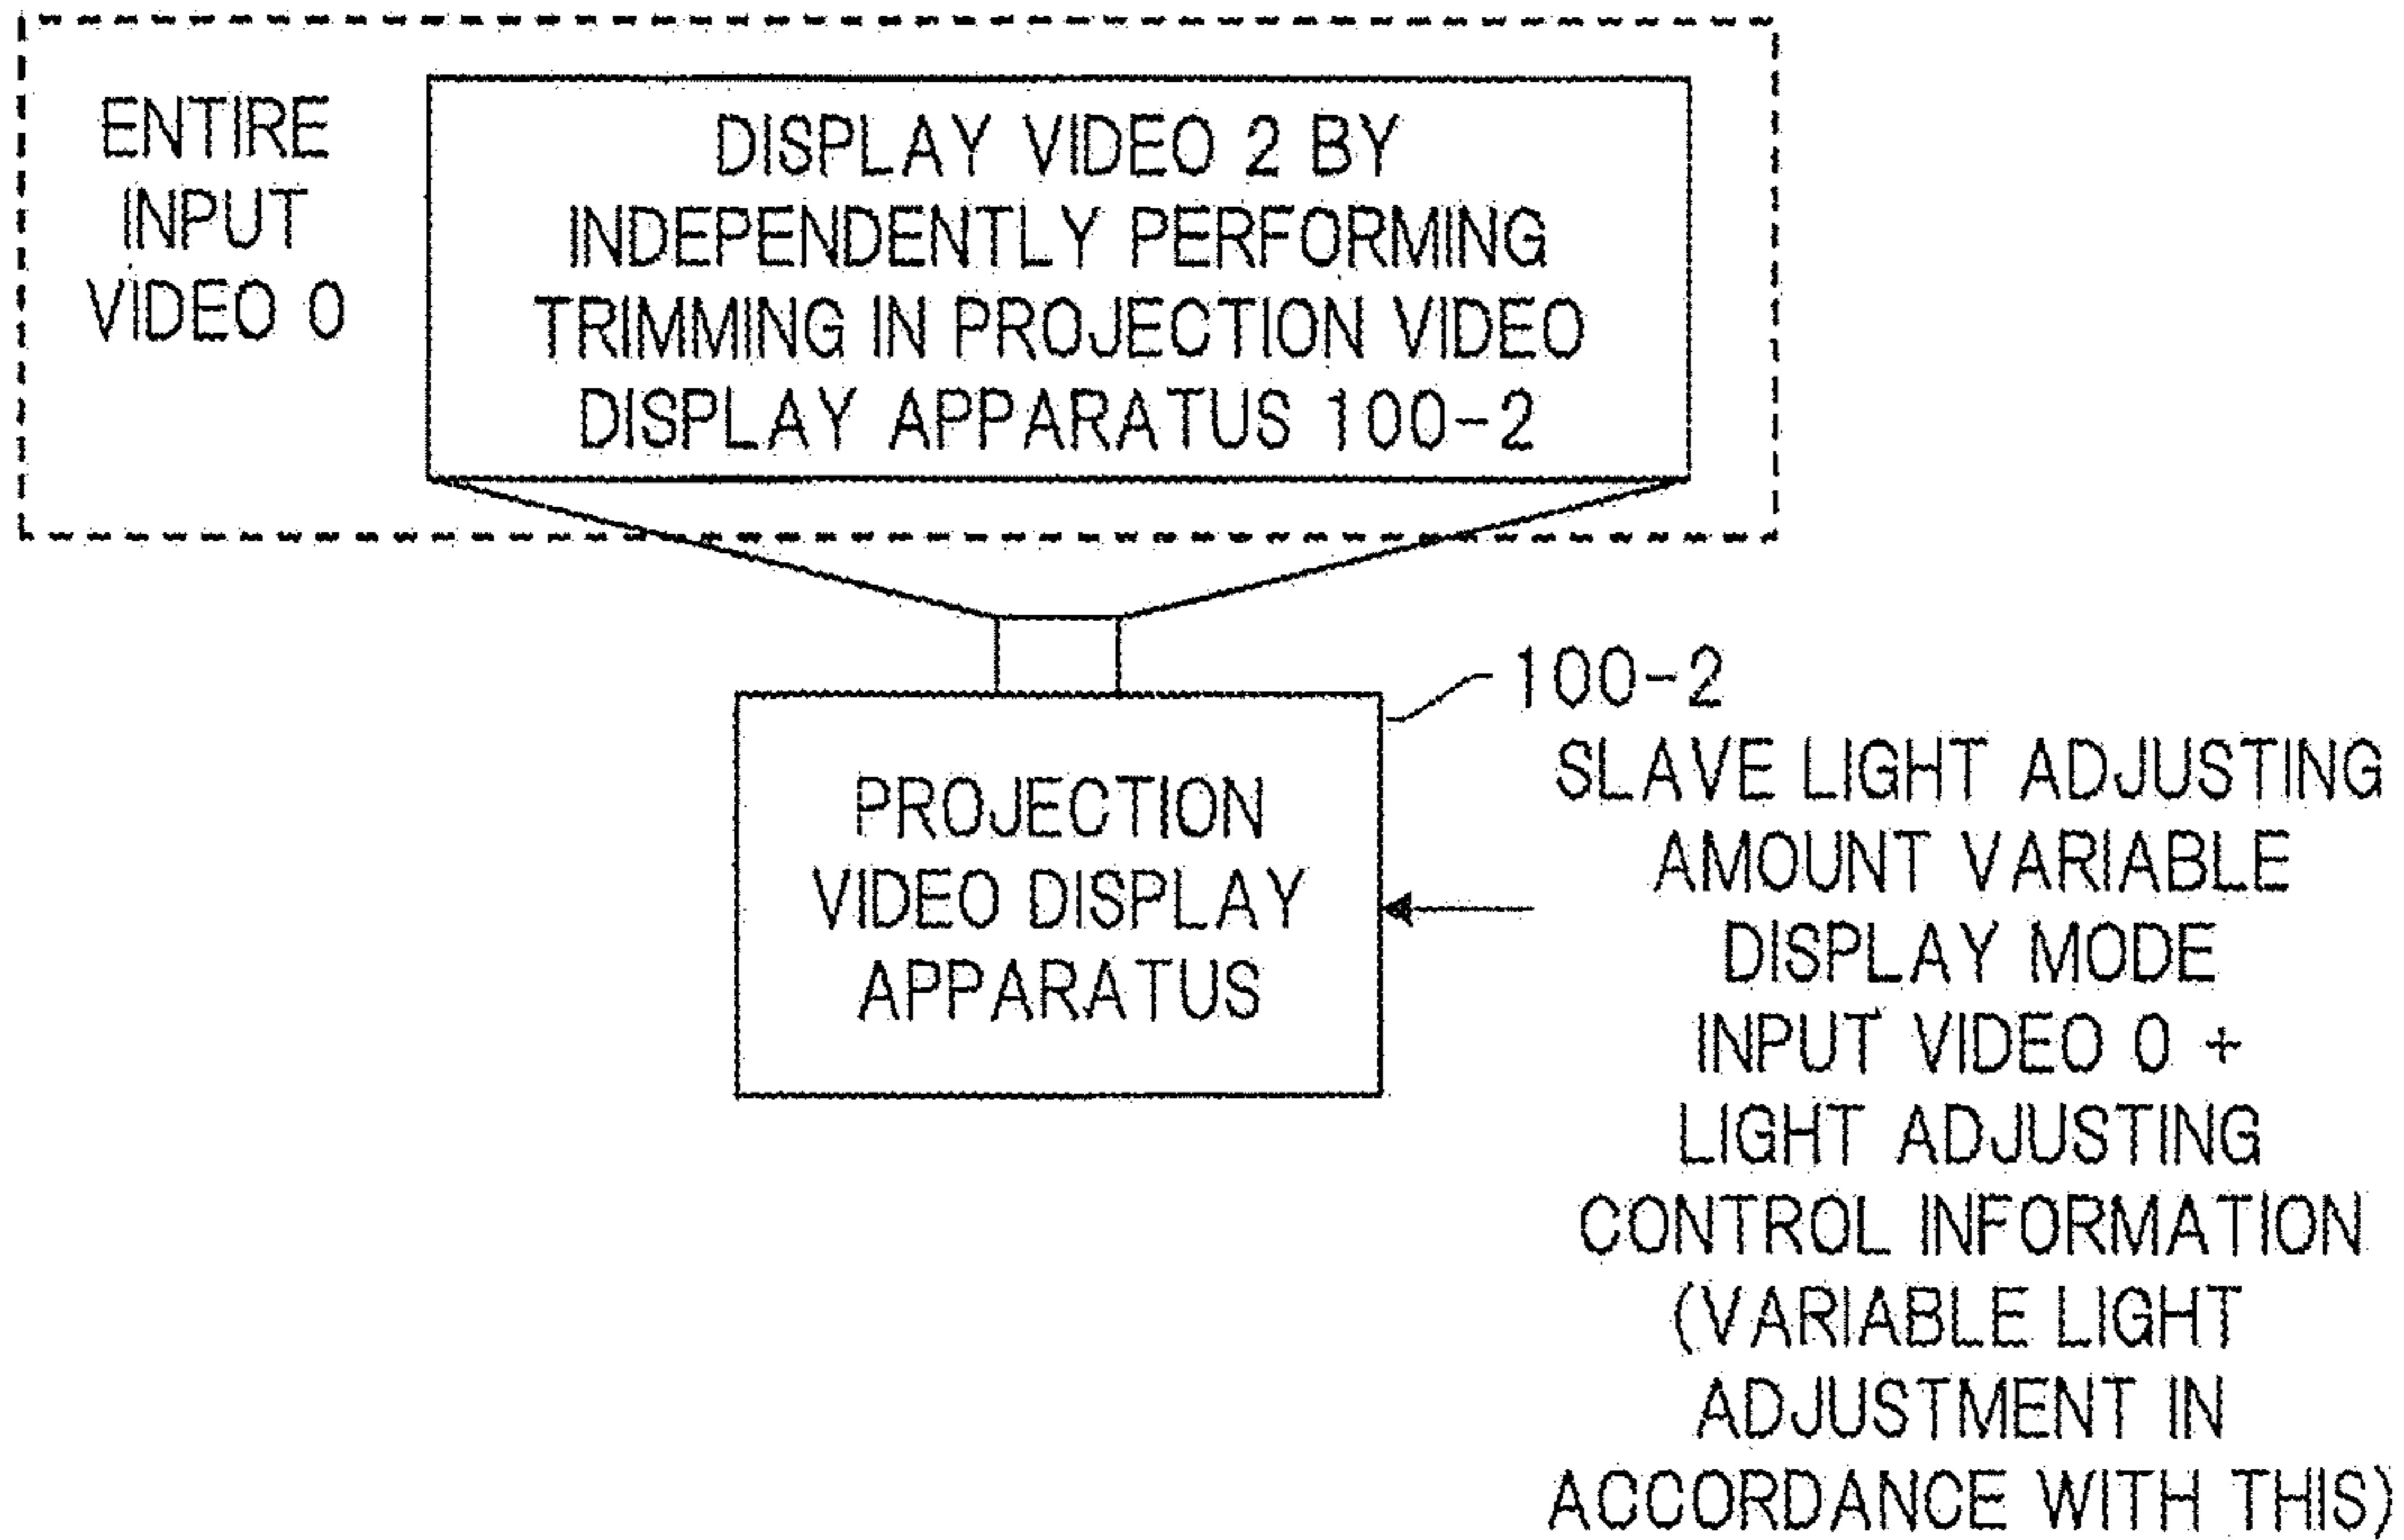 ENTIRE
INPUT
VIDEO 0
DISPLAY VIDEO 2 BY
INDEPENDENTLY PERFORMING
TRIMMING IN PROJECTION VIDEO
DISPLAY APPARATUS 100-2
100-2
PROJECTION
VIDEO DISPLAY
APPARATUS
SLAVE LIGHT ADJUSTING
AMOUNT VARIABLE
DISPLAY MODE
INPUT VIDEO 0 +
LIGHT ADJUSTING
CONTROL INFORMATION
(VARIABLE LIGHT
ADJUSTMENT IN
ACCORDANCE WITH THIS)